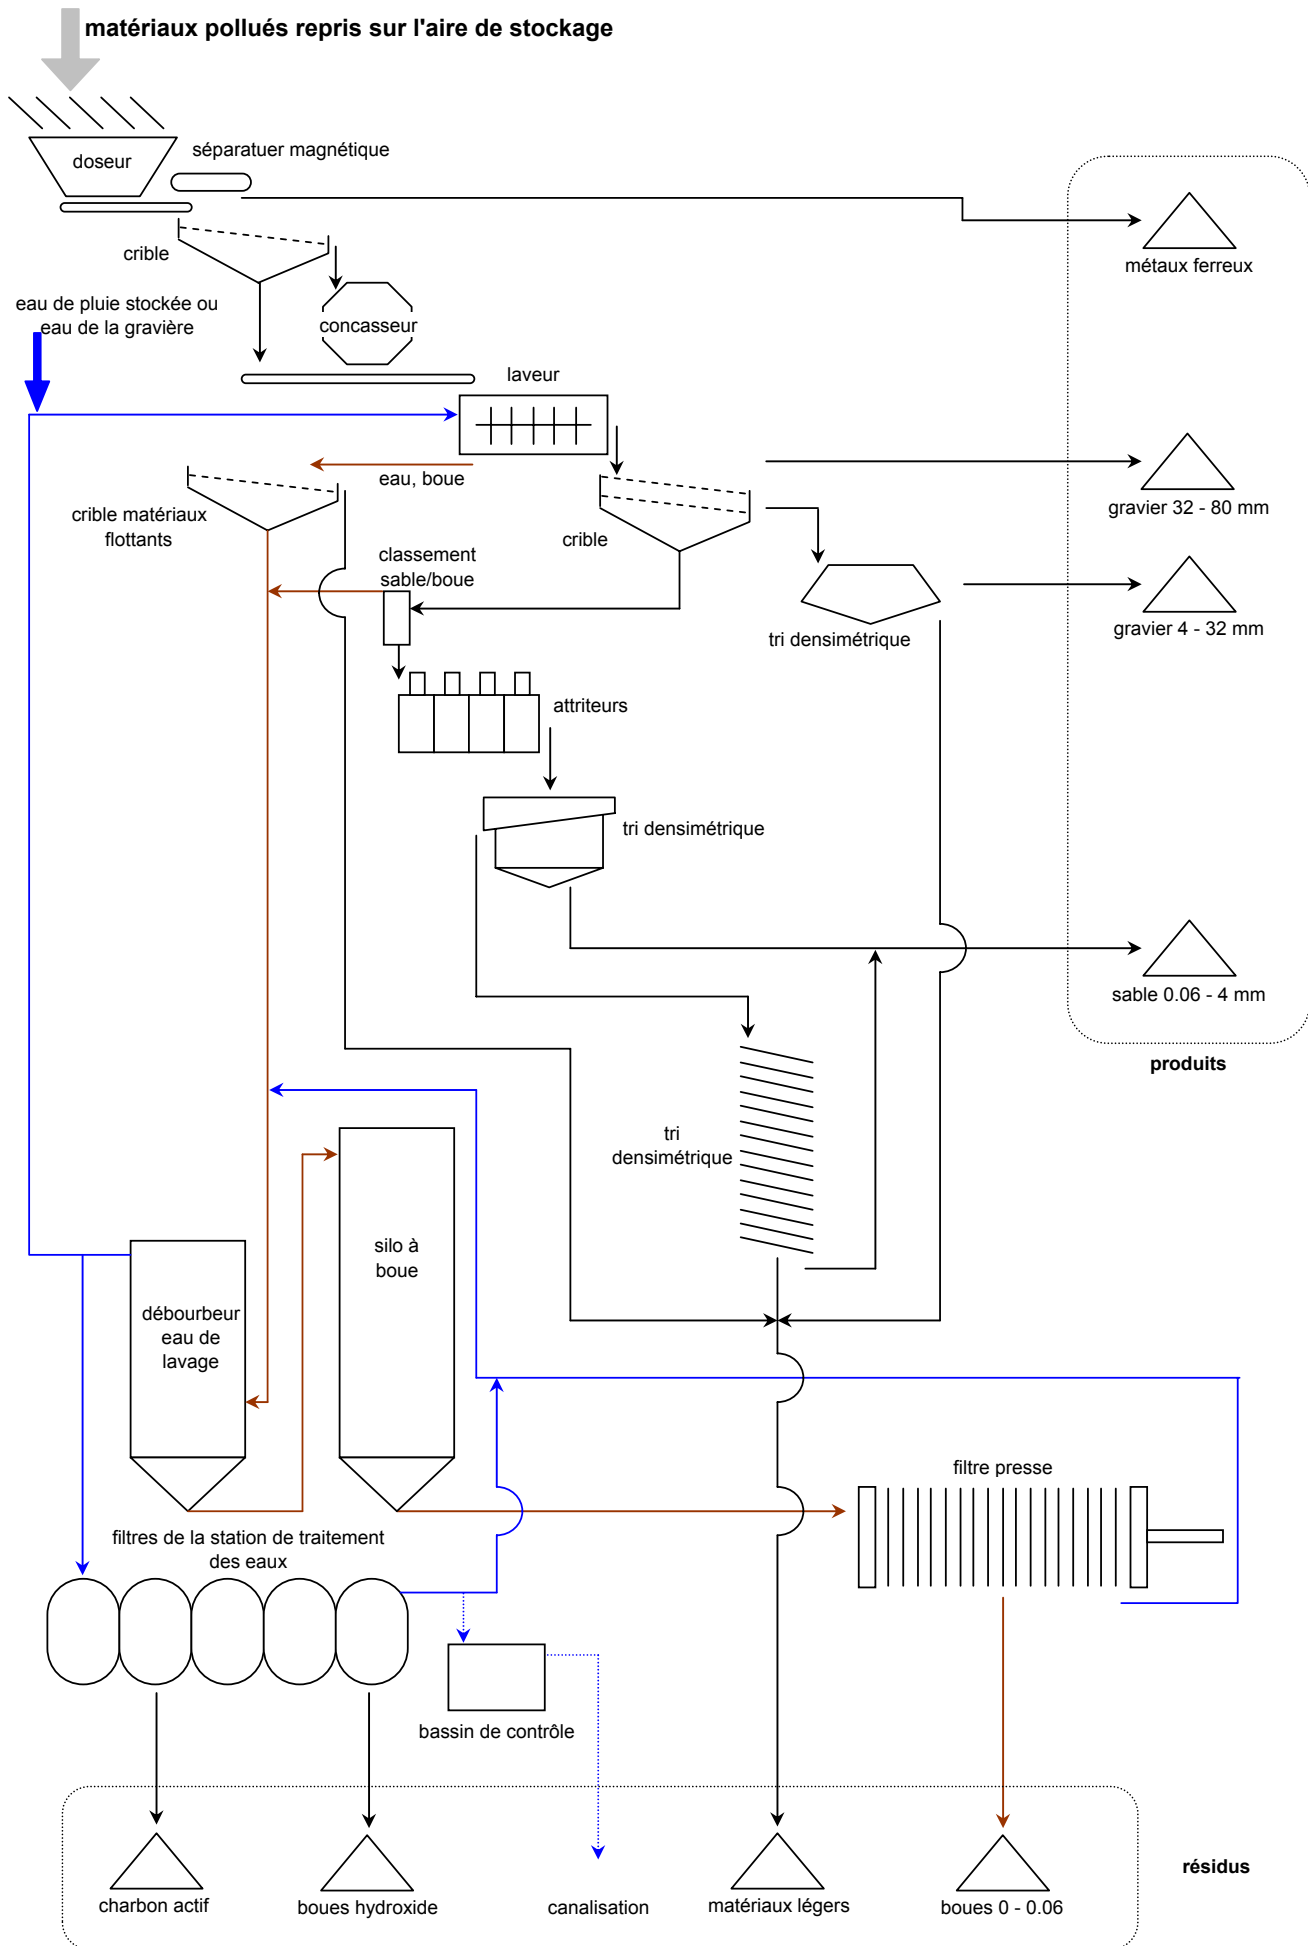 matériaux pollués repris sur l'aire de stockage
doseur
séparatuer magnétique
crible
métaux ferreux
eau de pluie stockée ou
eau de la gravière
concasseur
laveur
eau, boue
crible matériaux
flottants
crible
gravier 32 - 80 mm
classement
sable/boue
tri densimétrique
gravier 4 - 32 mm
attriteurs
tri densimétrique
sable 0.06 - 4 mm
produits
tri
densimétrique
silo à
boue
débourbeur
eau de
lavage
filtre presse
filtres de la station de traitement
des eaux
bassin de contrôle
résidus
charbon actif
boues hydroxide
canalisation
matériaux légers
boues 0 - 0.06